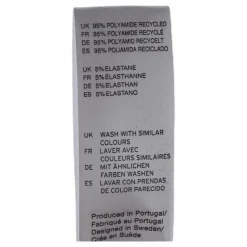 UK 95% POLYAMIDE RECYCLED
FR 95% POLYAMIDE RECYCLÉ
DE 95% POLYAMID RECYCELT
ES 95% POLIAMIDA RECICLADO
UK 5% ELASTANE
FR 5% ÉLASTHANNE
DE 5% ELASTHAN
ES 5% ELASTANO
UK WASH WITH SIMILAR
COLOURS
FR LAVER AVEC
COULEURS SIMILAIRES
DE MIT ÄHNLICHEN
FARBEN WASCHEN
ES LAVAR CON PRENDAS
DE COLOR PARECIDO
Produced in Portugal/
Fabriqué au Portugal
Designed in Sweden/
Créé en Suède